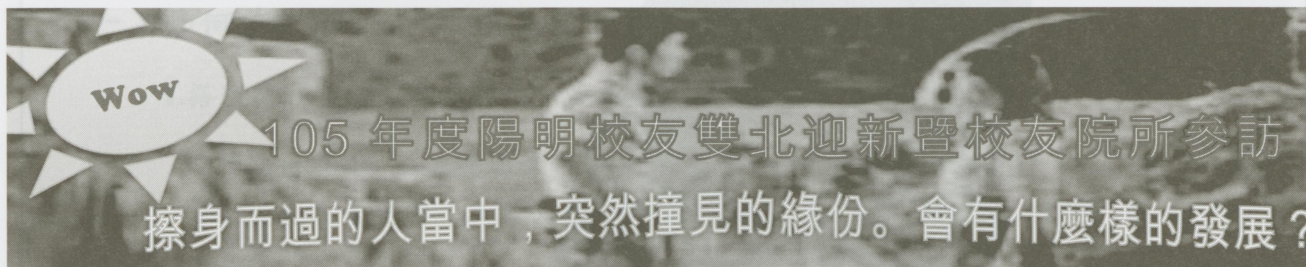 Wow
105 年度陽明校友雙北迎新暨校友院所參訪
擦身而過的人當中，突然撞見的緣份。會有什麼樣的發展？